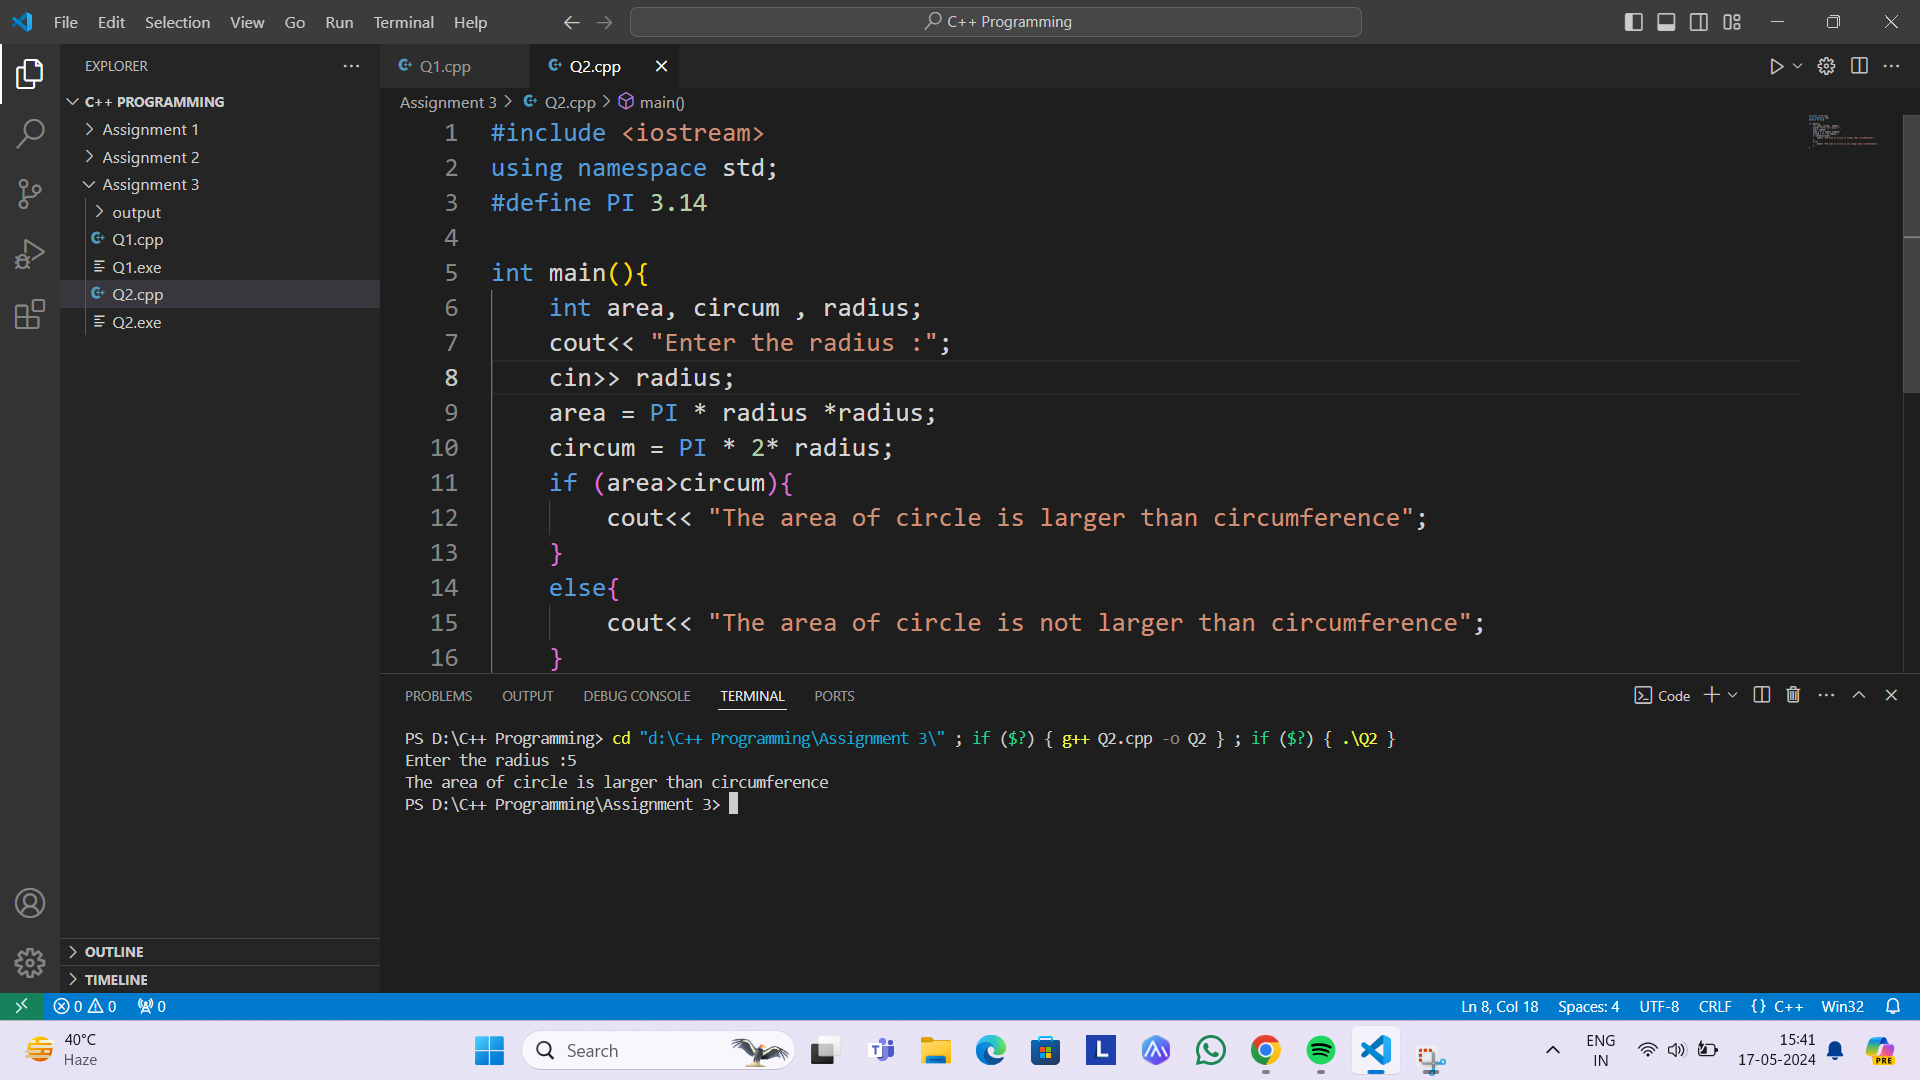 File Edit Selection View Go Run Terminal Help
C++ Programming
EXPLORER
C++ PROGRAMMING
Assignment 1
Assignment 2
Assignment 3
output
Q1.cpp
Q1.exe
Q2.cpp
Q2.exe
OUTLINE
TIMELINE
Q1.cpp Q2.cpp
Assignment 3 > Q2.cpp > main()
1 #include <iostream>
2 using namespace std;
3 #define PI 3.14
4
5 int main(){
6 int area, circum , radius;
7 cout<< "Enter the radius :";
8 cin>> radius;
9 area = PI * radius *radius;
10 circum = PI * 2* radius;
11 if (area>circum){
12 cout<< "The area of circle is larger than circumference";
13 }
14 else{
15 cout<< "The area of circle is not larger than circumference";
16 }
PROBLEMS OUTPUT DEBUG CONSOLE TERMINAL PORTS
Code
PS D:\C++ Programming> cd "d:\C++ Programming\Assignment 3\" ; if ($?) { g++ Q2.cpp -o Q2 } ; if ($?) { .\Q2 }
Enter the radius :5
The area of circle is larger than circumference
PS D:\C++ Programming\Assignment 3>
0 0 0
Ln 8, Col 18 Spaces: 4 UTF-8 CRLF {} C++ Win32
40°C
Haze
Search
L
ENG
IN
15:41
17-05-2024
PRE